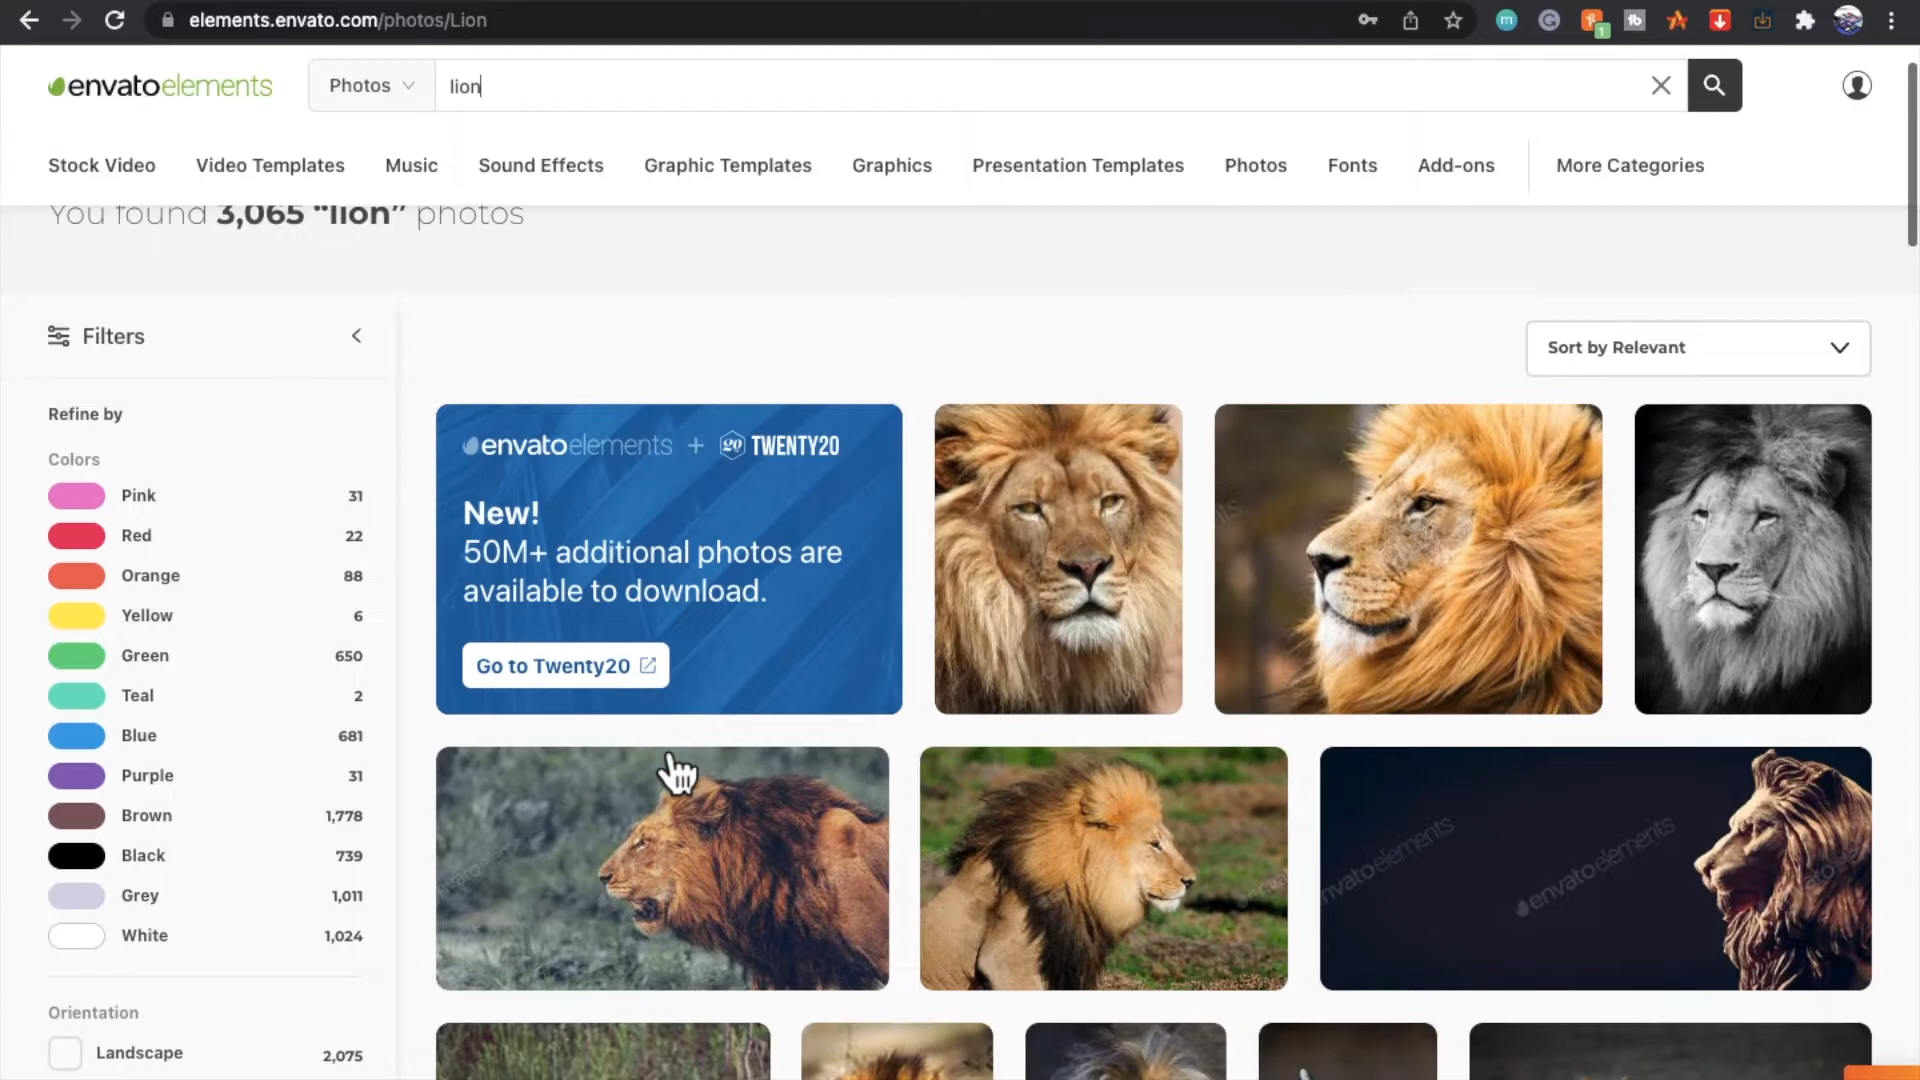 elements.envato.com/photos/Lion
envatoelements
Photos
lion
Stock Video
Video Templates
Music
Sound Effects
Graphic Templates
Graphics
Presentation Templates
Photos
Fonts
Add-ons
More Categories
You found 3,065 “lion” photos
Filters
Sort by Relevant
Refine by
Colors
Pink 31
Red 22
Orange 88
Yellow 6
Green 650
Teal 2
Blue 681
Purple 31
Brown 1,778
Black 739
Grey 1,011
White 1,024
Orientation
Landscape 2,075
envatoelements + 20 TWENTY20
New!
50M+ additional photos are
available to download.
Go to Twenty20
envatoelements